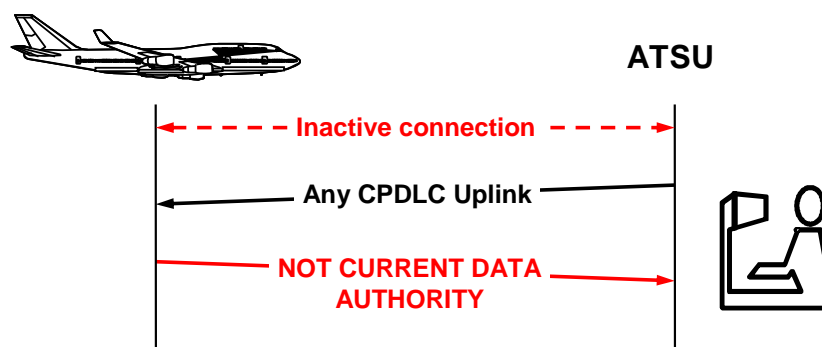 ATSU
Inactive connection
Any CPDLC Uplink
NOT CURRENT DATA
AUTHORITY